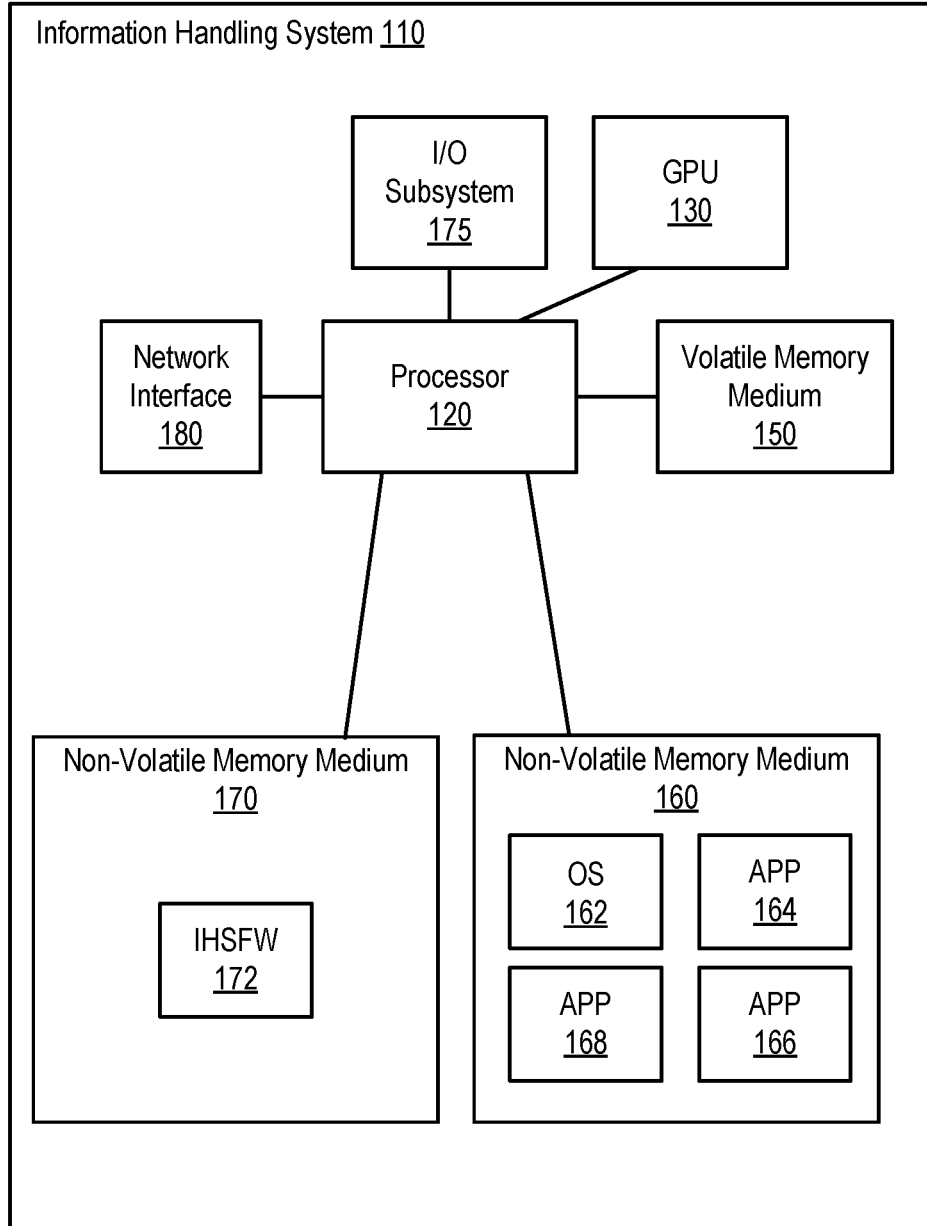 Information Handling System 110
I/O
Subsystem
175
GPU
130
Network
Interface
180
Processor
120
Volatile Memory
Medium
150
Non-Volatile Memory Medium
170
IHSFW
172
Non-Volatile Memory Medium
160
OS
162
APP
164
APP
168
APP
166